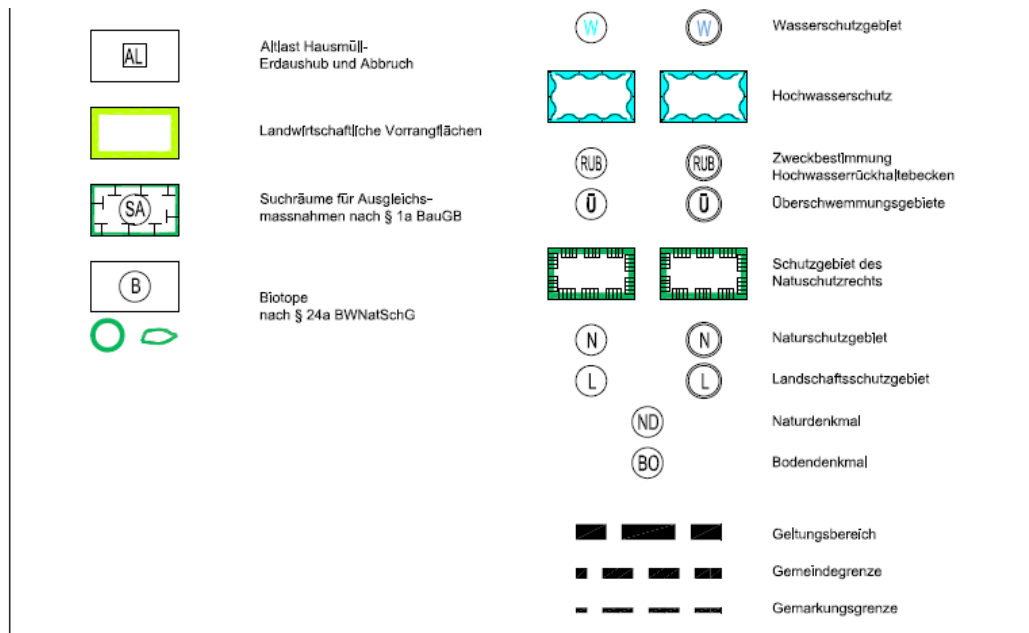 AL
Altlast Hausmüll-
Erdaushub und Abbruch
Landwirtschaftliche Vorrangflächen
SA
Suchräume für Ausgleichs-
massnahmen nach § 1a BauGB
B
Biotope
nach § 24a BWNatSchG
W W Wasserschutzgebiet
Hochwasserschutz
RUB RUB Zweckbestimmung
Hochwasserrückhaltebecken
Ü Ü Überschwemmungsgebiete
Schutzgebiet des
Natuschutzrechts
N N Naturschutzgebiet
L L Landschaftsschutzgebiet
ND Naturdenkmal
BO Bodendenkmal
Geltungsbereich
Gemeindegrenze
Gemarkungsgrenze